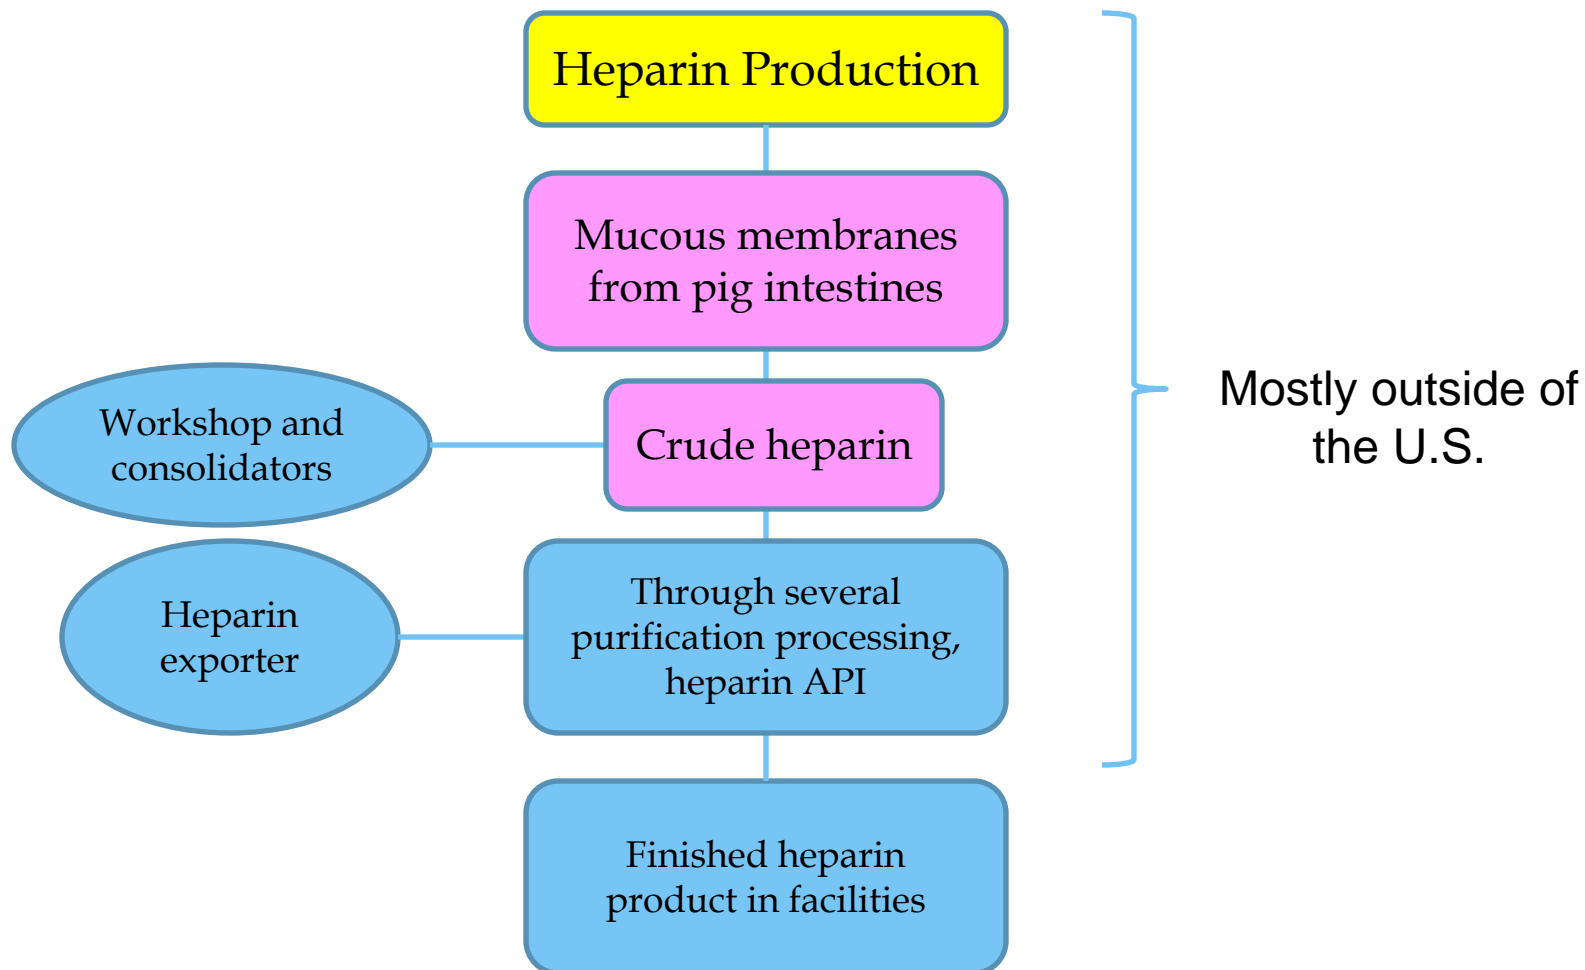 Heparin Production
Mucous membranes
from pig intestines
Workshop and
consolidators
Crude heparin
Mostly outside of
the U.S.
Heparin
exporter
Through several
purification processing,
heparin API
Finished heparin
product in facilities